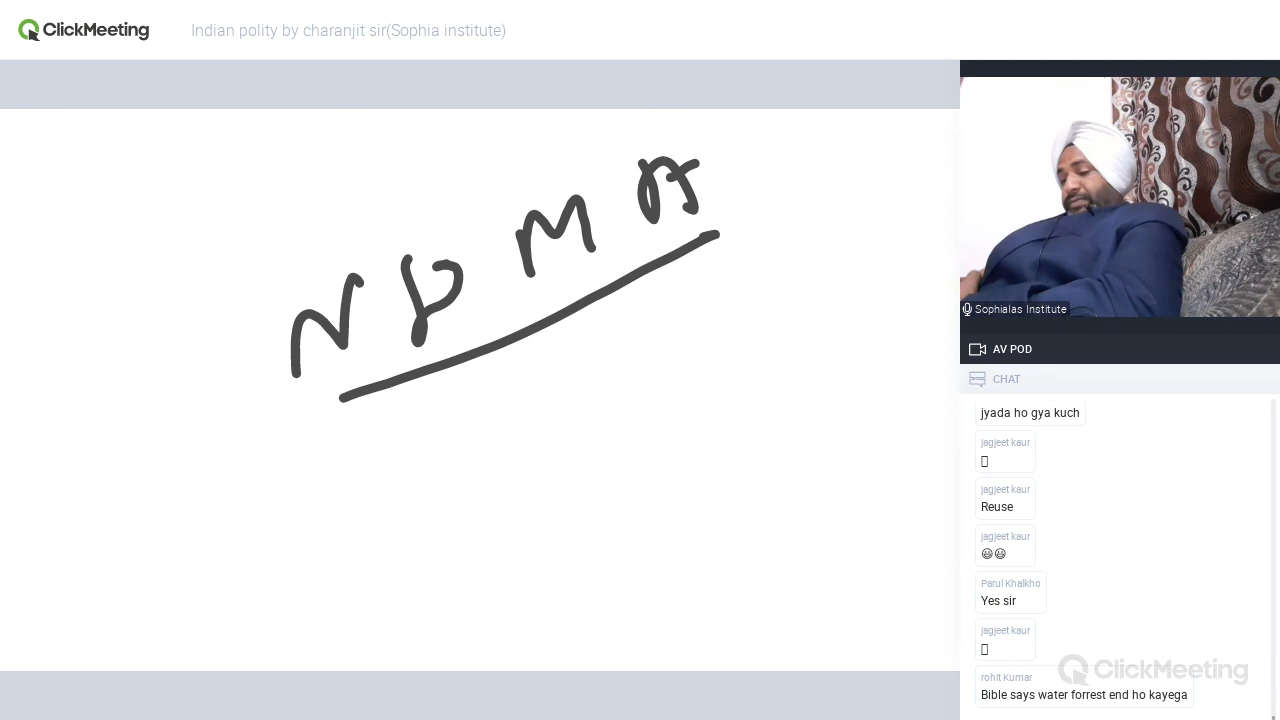 ClickMeeting
Indian polity by charanjit sir(Sophia institute)
N D M A
Sophialas Institute
AV POD
CHAT
jyada ho gya kuch
jagjeet kaur
jagjeet kaur
Reuse
jagjeet kaur
😃😃
Parul Khalkho
Yes sir
jagjeet kaur
ClickMeeting
rohit Kumar
Bible says water forrest end ho kayega